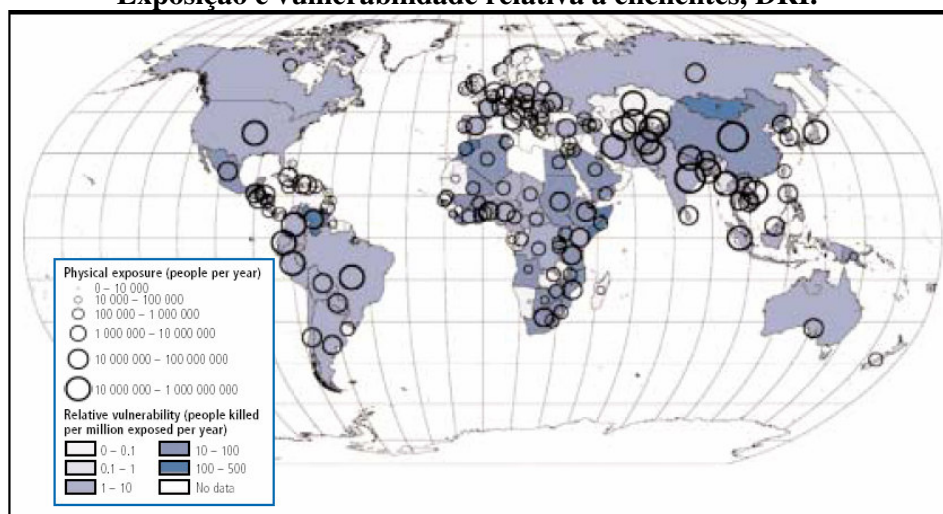 Exposição e vulnerabilidade relativa a enchentes, DRI.
Physical exposure (people per year)
0 – 10 000
10 000 – 100 000
100 000 – 1 000 000
1 000 000 – 10 000 000
10 000 000 – 100 000 000
10 000 000 – 1 000 000 000
Relative vulnerability (people killed
per million exposed per year)
0 – 0.1
10 – 100
0.1 – 1
100 – 500
1 – 10
No data